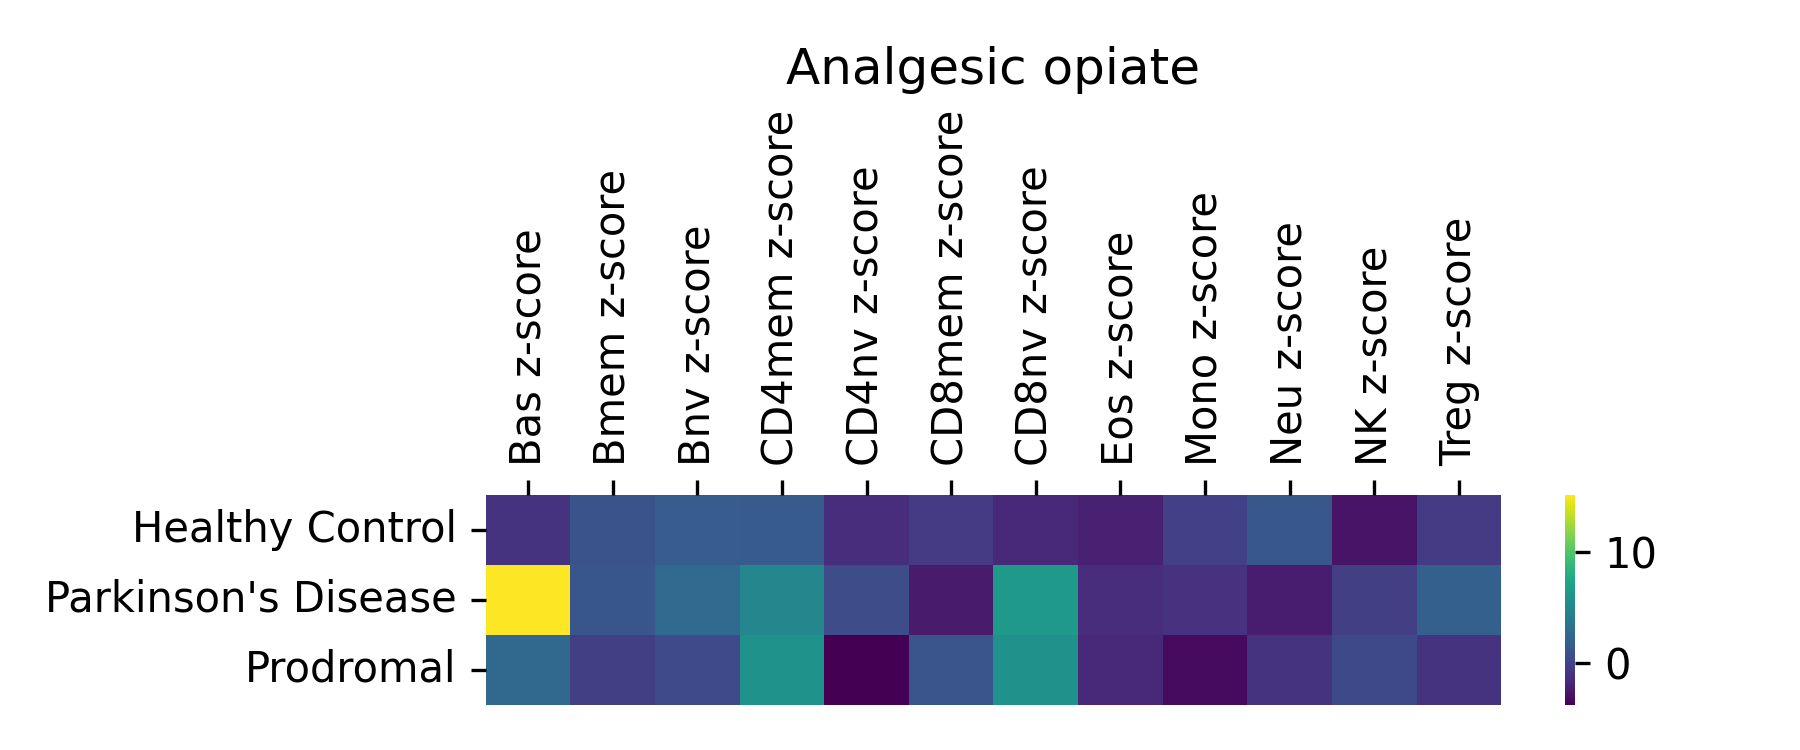 Analgesic opiate
Bas z-score
Bmem z-score
Bnv z-score
CD4mem z-score
CD4nv z-score
CD8mem z-score
CD8nv z-score
Eos z-score
Mono z-score
Neu z-score
NK z-score
Treg z-score
Healthy Control
Parkinson's Disease
Prodromal
10
0